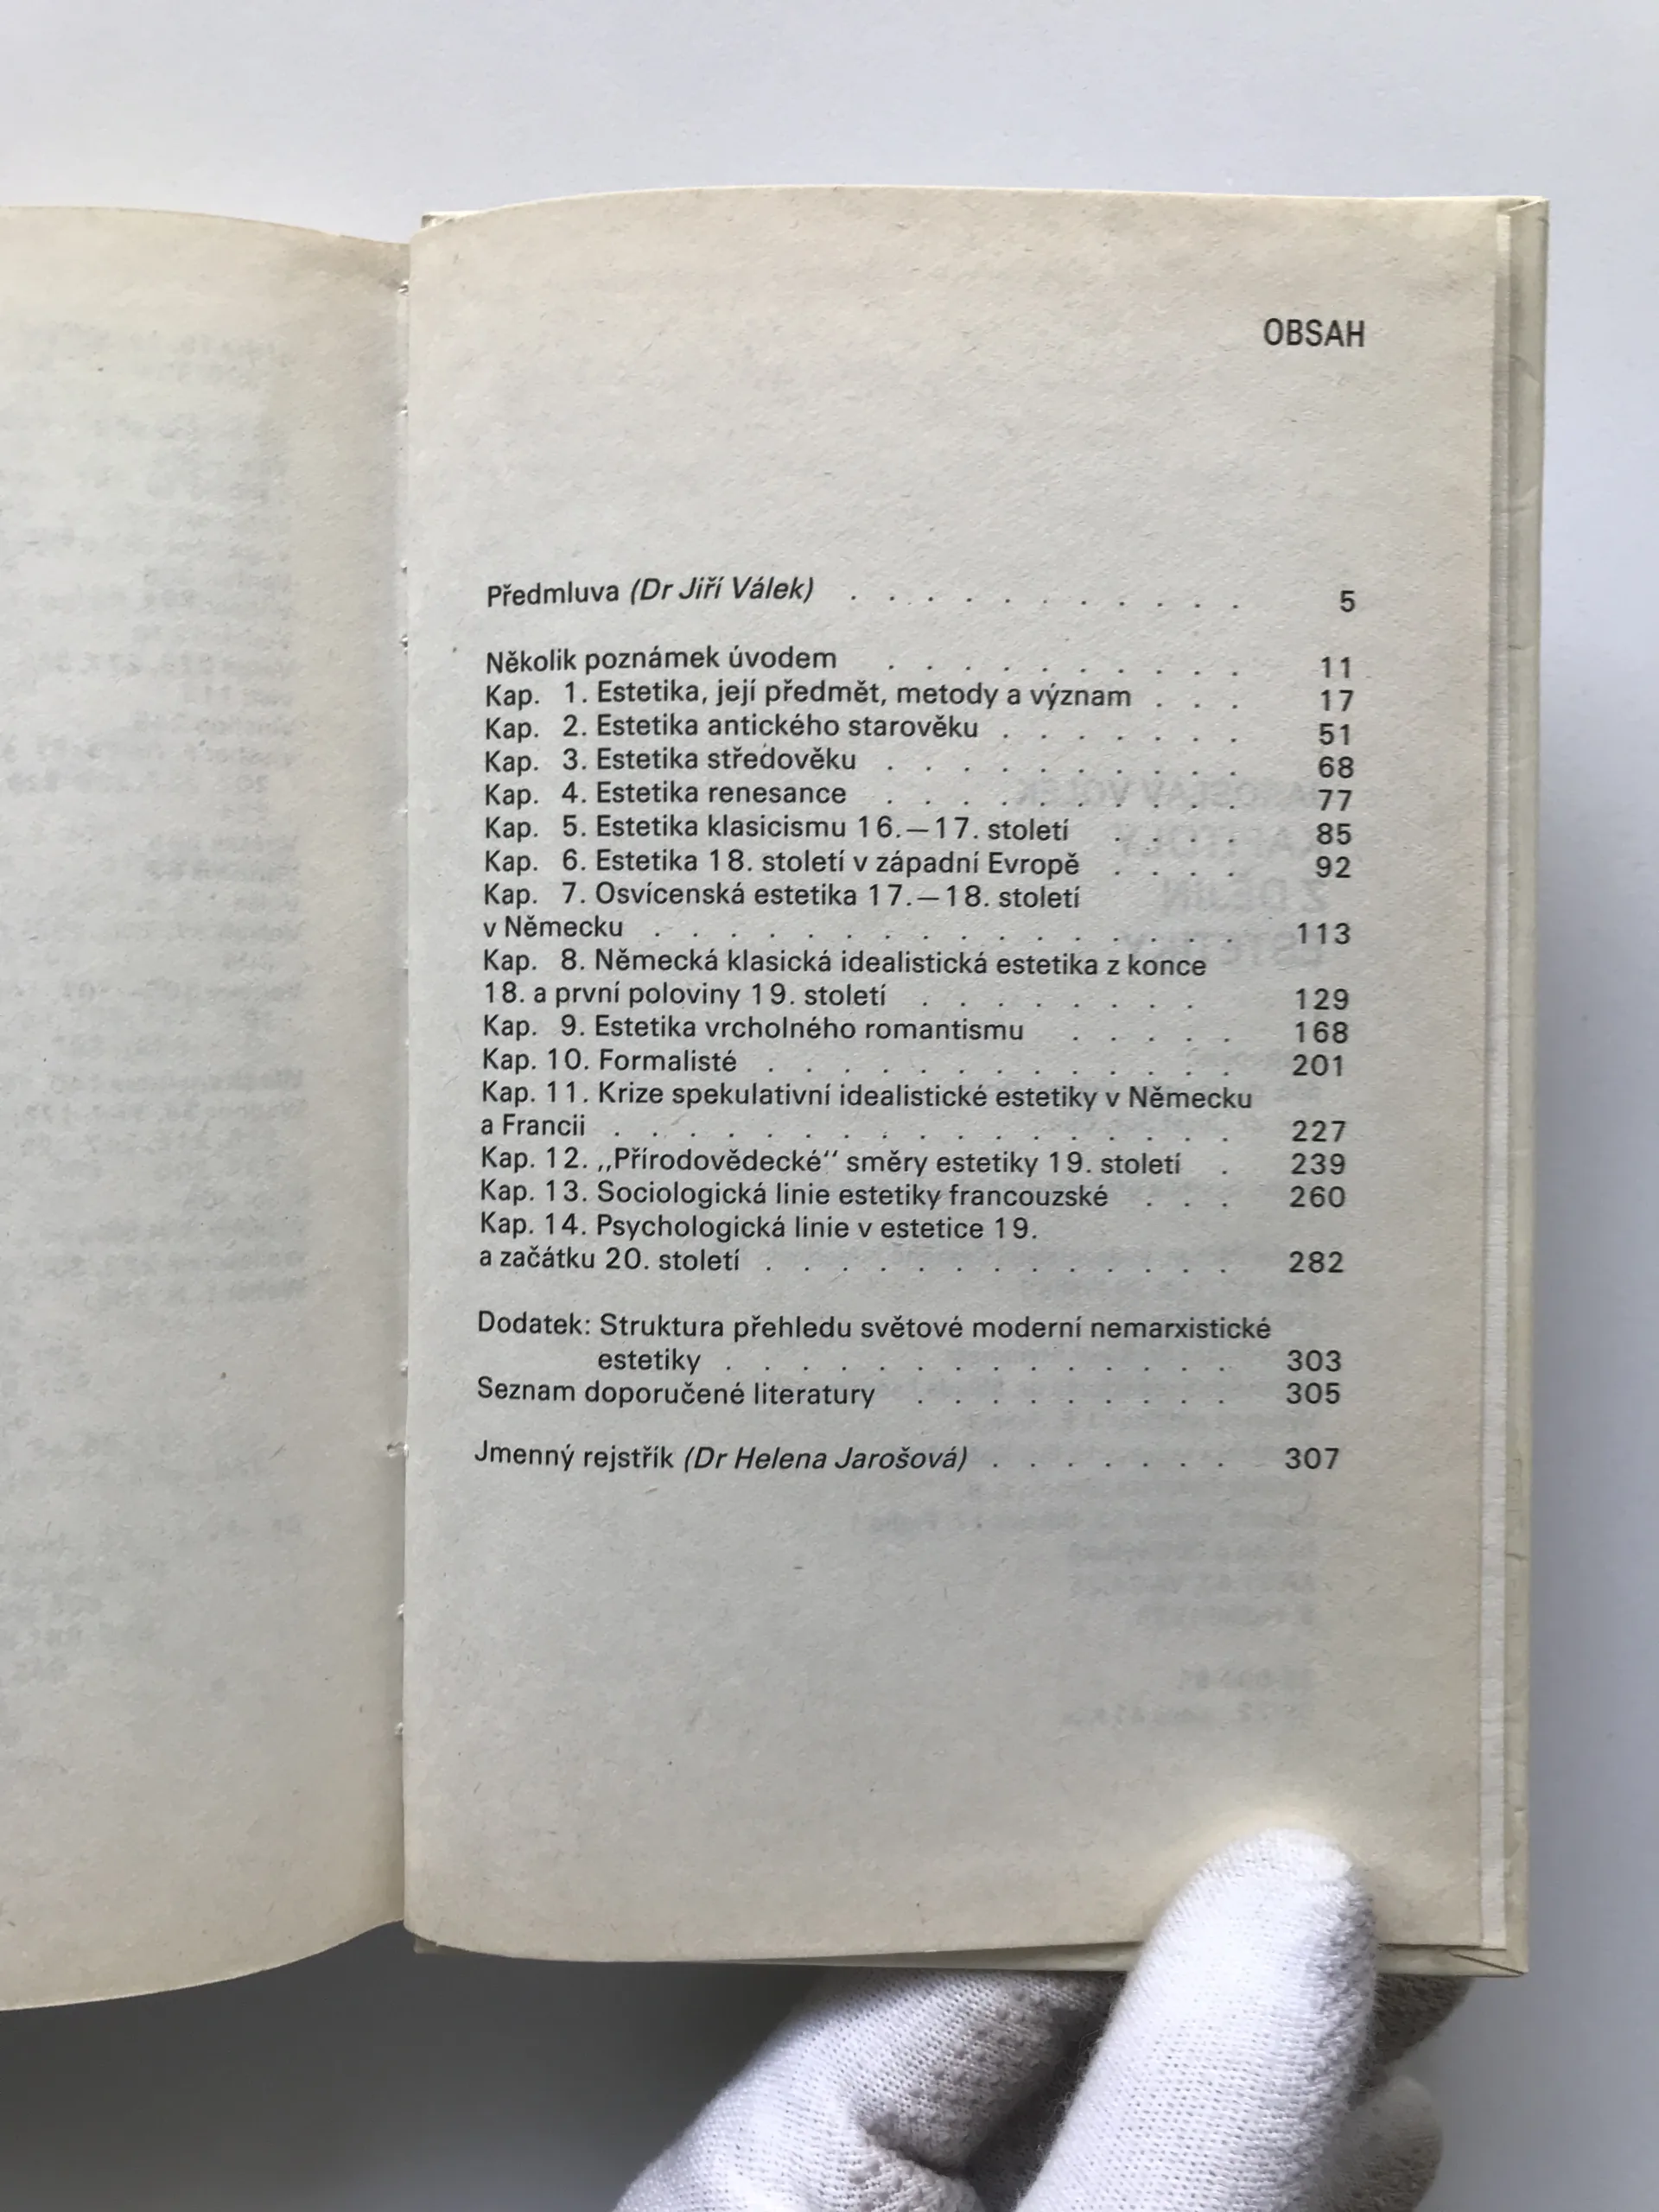 OBSAH
Předmluva (Dr Jiří Válek) . . . . . . . . . . . 5
Několik poznámek úvodem . . . . . . . . . . 11
Kap. 1. Estetika, její předmět, metody a význam . . . 17
Kap. 2. Estetika antického starověku . . . . . . . 51
Kap. 3. Estetika středověku . . . . . . . . . . 68
Kap. 4. Estetika renesance . . . . . . . . . . 77
Kap. 5. Estetika klasicismu 16.—17. století . . . . 85
Kap. 6. Estetika 18. století v západní Evropě . . . . 92
Kap. 7. Osvícenská estetika 17.—18. století
v Německu . . . . . . . . . . . . . . . . 113
Kap. 8. Německá klasická idealistická estetika z konce
18. a první poloviny 19. století . . . . . . . . 129
Kap. 9. Estetika vrcholného romantismu . . . . . 168
Kap. 10. Formalisté . . . . . . . . . . . . . 201
Kap. 11. Krize spekulativní idealistické estetiky v Německu
a Francii . . . . . . . . . . . . . . . . . 227
Kap. 12. „Přírodovědecké" směry estetiky 19. století . 239
Kap. 13. Sociologická linie estetiky francouzské . . . 260
Kap. 14. Psychologická linie v estetice 19.
a začátku 20. století . . . . . . . . . . . . . 282
Dodatek: Struktura přehledu světové moderní nemarxistické
estetiky . . . . . . . . . . . . . . 303
Seznam doporučené literatury . . . . . . . . . 305
Jmenný rejstřík (Dr Helena Jarošová) . . . . . . . 307